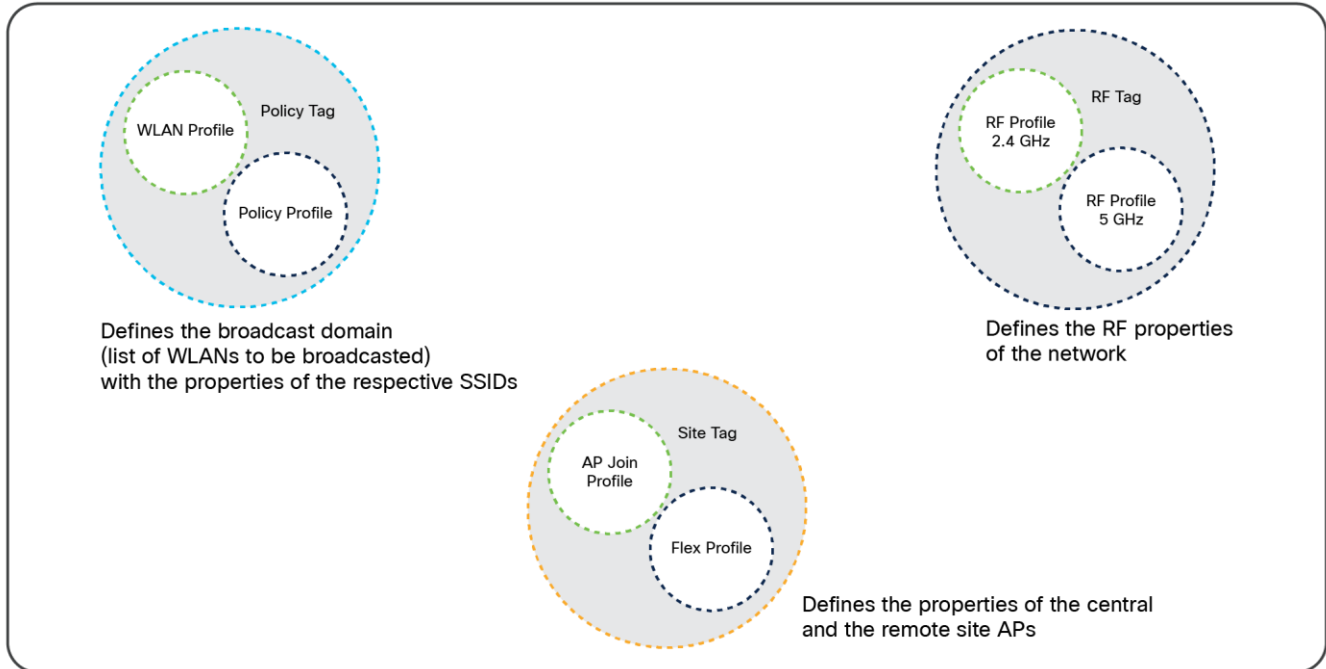 Policy Tag
WLAN Profile
Policy Profile
Defines the broadcast domain
(list of WLANs to be broadcasted)
with the properties of the respective SSIDs
RF Tag
RF Profile
2.4 GHz
RF Profile
5 GHz
Defines the RF properties
of the network
Site Tag
AP Join
Profile
Flex Profile
Defines the properties of the central
and the remote site APs